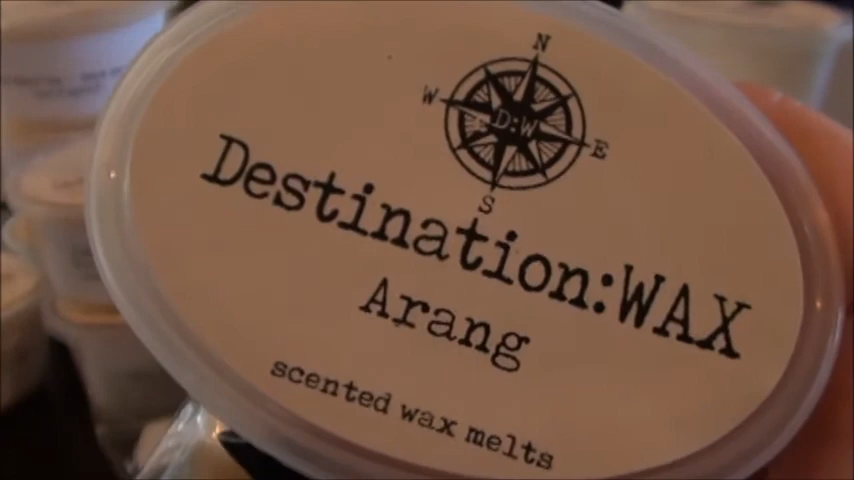 N
W
D:W
E
S
Destination:WAX
Arang
scented wax melts